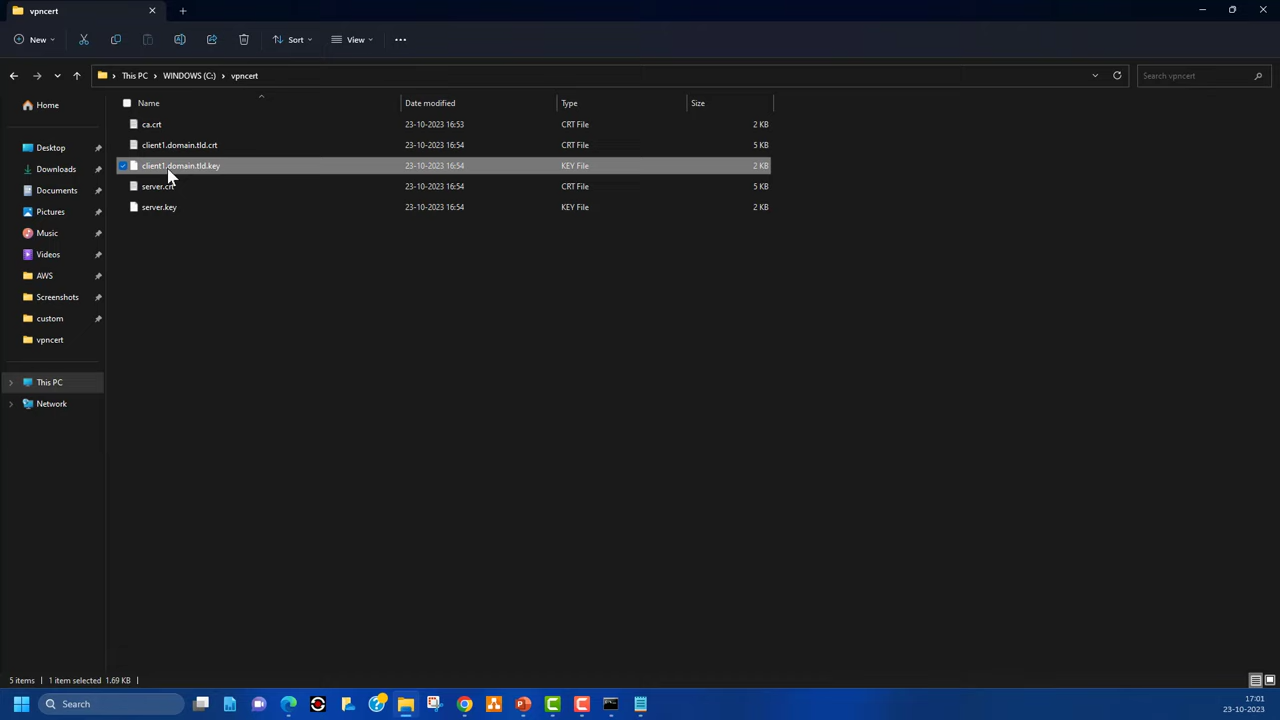 vpncert
New
Sort
View
This PC
WINDOWS (C:)
vpncert
Search vpncert
Home
Desktop
Downloads
Documents
Pictures
Music
Videos
AWS
Screenshots
custom
vpncert
This PC
Network
Name Date modified Type Size
ca.crt 23-10-2023 16:53 CRT File 2 KB
client1.domain.tld.crt 23-10-2023 16:54 CRT File 5 KB
client1.domain.tld.key 23-10-2023 16:54 KEY File 2 KB
server.crt 23-10-2023 16:54 CRT File 5 KB
server.key 23-10-2023 16:54 KEY File 2 KB
5 items 1 item selected 1.69 KB
Search
17:01
23-10-2023